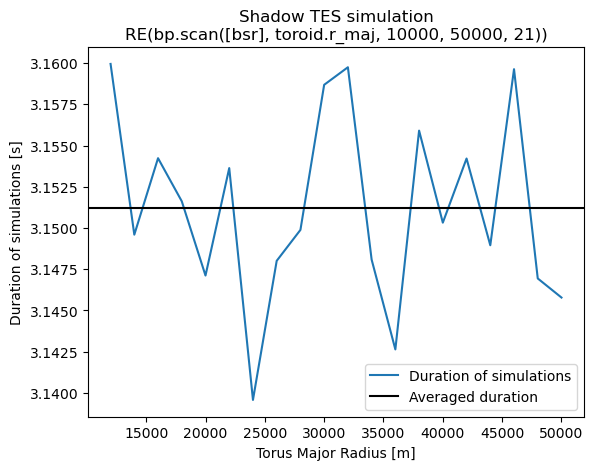 Shadow TES simulation
RE(bp.scan([bsr], toroid.r_maj, 10000, 50000, 21))
Duration of simulations [s]
3.1600
3.1575
3.1550
3.1525
3.1500
3.1475
3.1450
3.1425
3.1400
Duration of simulations
Averaged duration
15000 20000 25000 30000 35000 40000 45000 50000
Torus Major Radius [m]